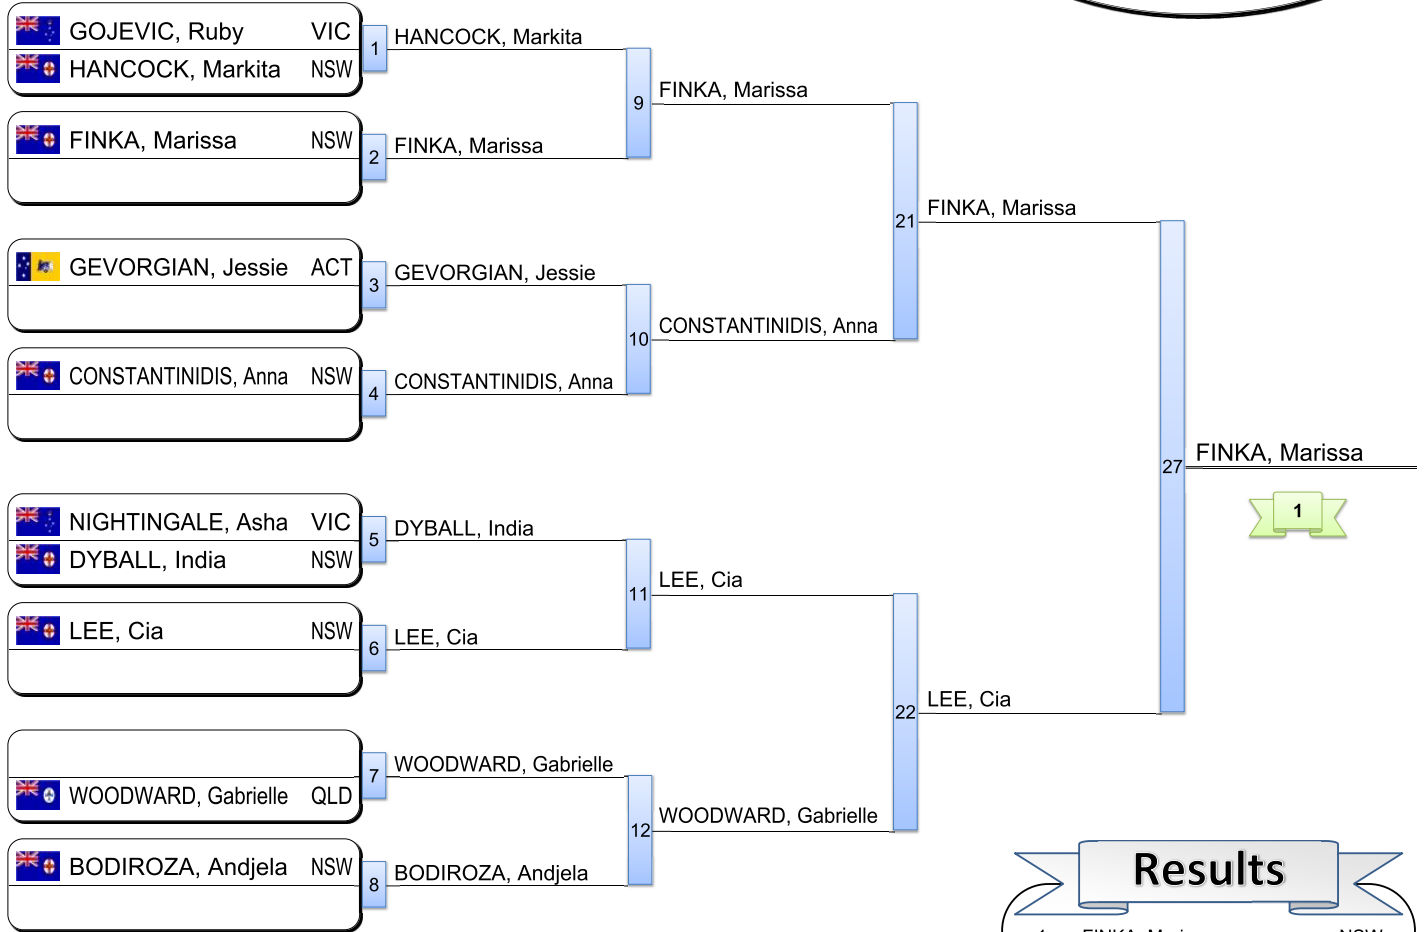 GOJEVIC, Ruby VIC
HANCOCK, Markita NSW
1
HANCOCK, Markita
FINKA, Marissa NSW
2
FINKA, Marissa
9
FINKA, Marissa
GEVORGIAN, Jessie ACT
3
GEVORGIAN, Jessie
CONSTANTINIDIS, Anna NSW
4
CONSTANTINIDIS, Anna
10
CONSTANTINIDIS, Anna
21
FINKA, Marissa
NIGHTINGALE, Asha VIC
DYBALL, India NSW
5
DYBALL, India
LEE, Cia NSW
6
LEE, Cia
11
LEE, Cia
WOODWARD, Gabrielle QLD
7
WOODWARD, Gabrielle
BODIROZA, Andjela NSW
8
BODIROZA, Andjela
12
WOODWARD, Gabrielle
22
LEE, Cia
27
FINKA, Marissa
1
Results
1 FINKA, Marissa NSW